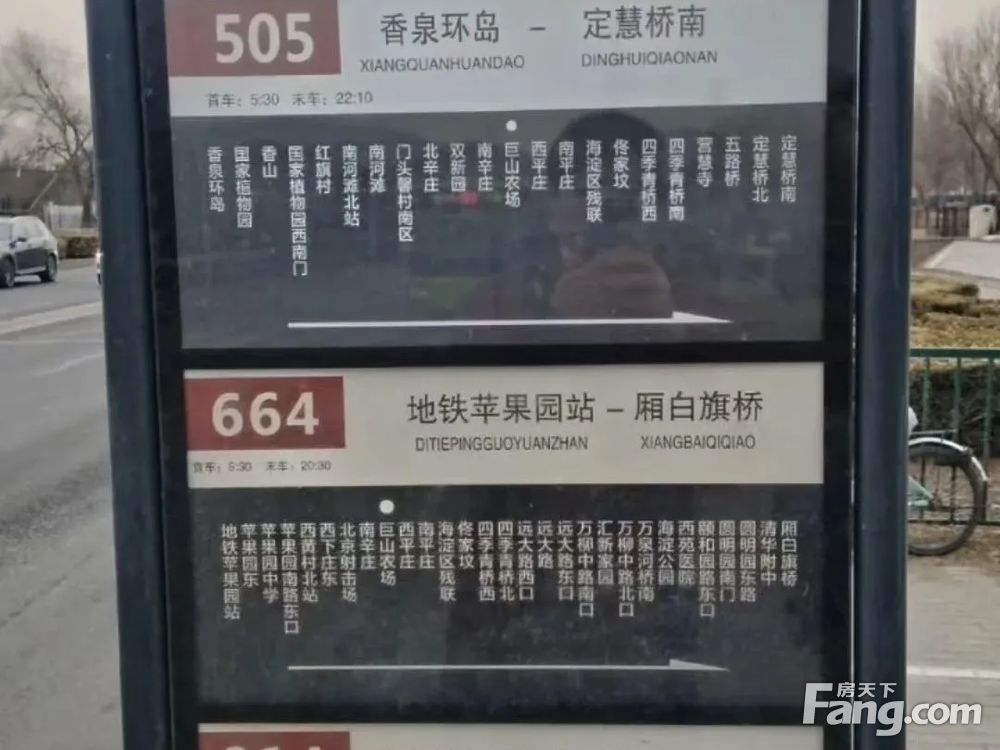 505
香泉环岛 – 定慧桥南
XIANGQUANHUANDAO DINGHUIQIAONAN
首车：5:30 末车：22:10
香泉环岛
国家植物园
香山
国家植物园西南门
红旗村
南河滩北站
南河滩
门头馨村南区
北辛庄
双新园
南辛庄
巨山农场
西平庄
南平庄
海淀区残联
佟家坟
四季青桥西
四季青桥南
营慧寺
五路桥
定慧桥北
定慧桥南
664
地铁苹果园站 – 厢白旗桥
DITIEPINGGUOYUANZHAN XIANGBAIQIQIAO
首车：5:30 末车：20:30
地铁苹果园站
苹果园东
苹果园中学
苹果园南路东口
西黄村北站
西下庄东
北京射击场
南辛庄
巨山农场
西平庄
南平庄
海淀区残联
佟家坟
四季青桥西
四季青桥北
远大路西口
远大路
远大路东口
万柳中路南口
汇新家园
万柳中路北口
万泉河桥南
海淀公园
西苑医院
颐和园路东口
圆明园南门
圆明园东路
清华附中
厢白旗桥
房天下
Fang.com